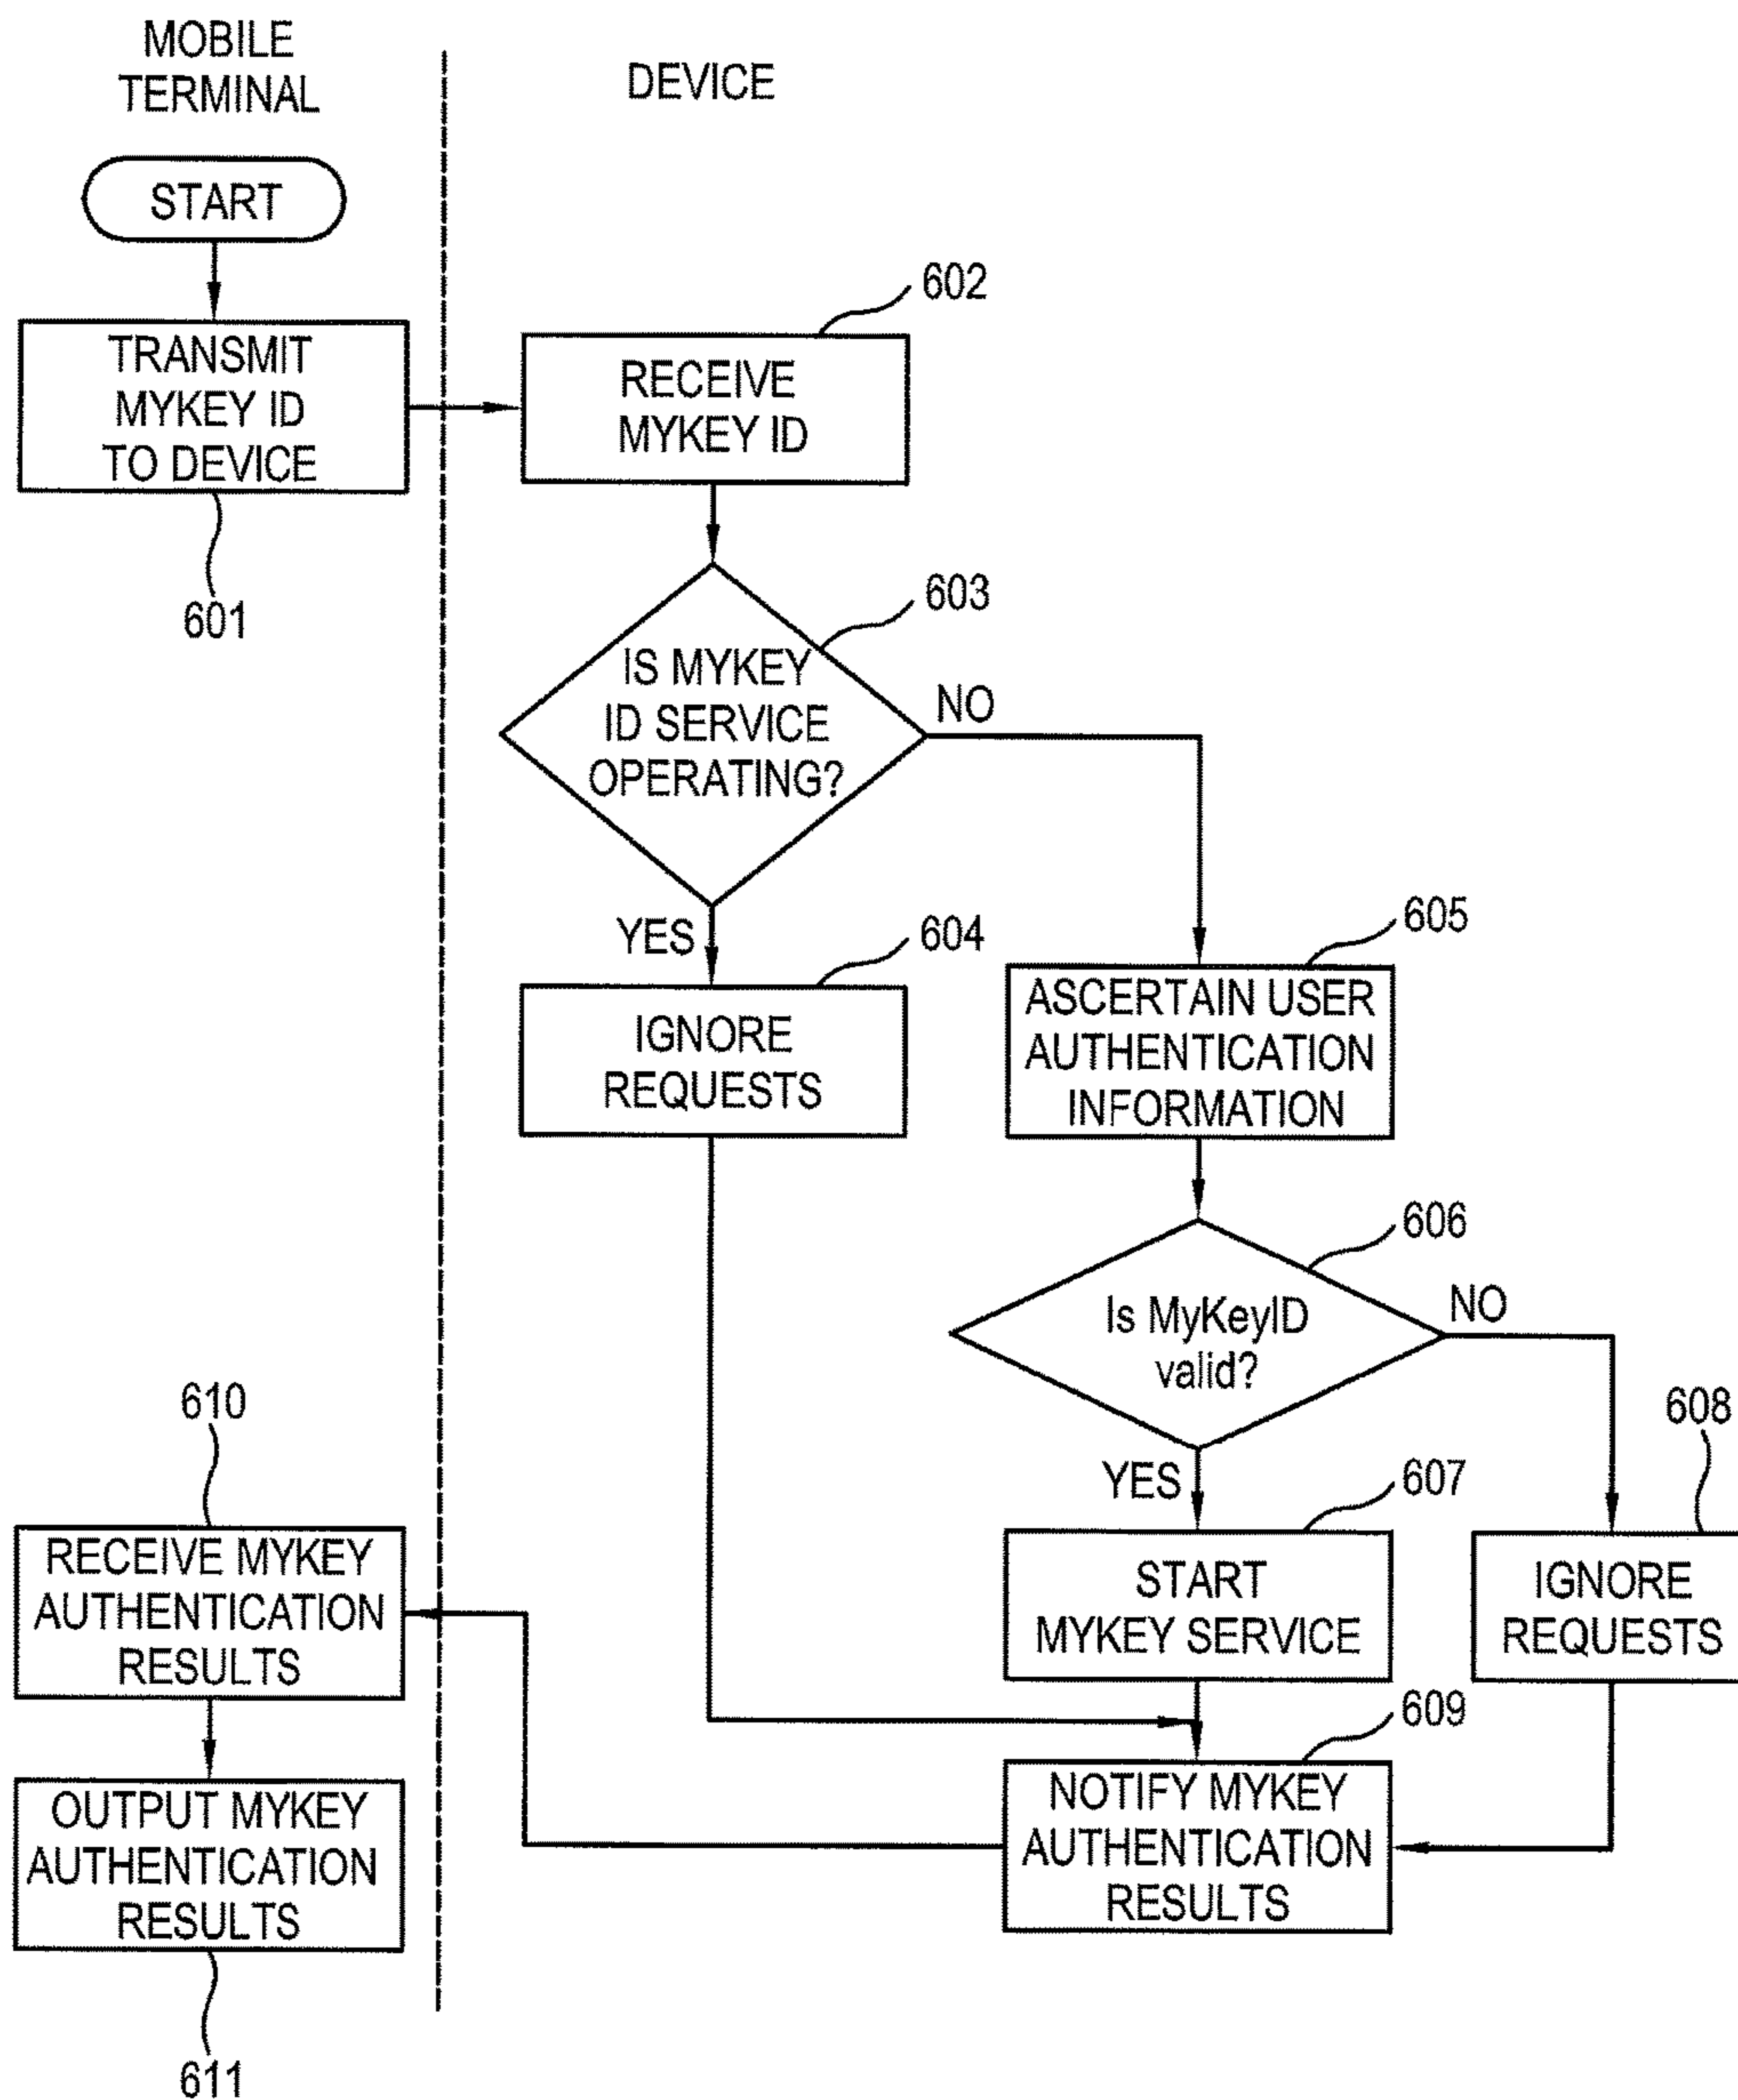 MOBILE
TERMINAL
DEVICE
START
602
TRANSMIT
MYKEY ID
TO DEVICE
RECEIVE
MYKEY ID
601
603
IS MYKEY
ID SERVICE
OPERATING?
NO
YES
604
605
IGNORE
REQUESTS
ASCERTAIN USER
AUTHENTICATION
INFORMATION
606
Is MyKeyID
valid?
NO
610
608
YES
607
RECEIVE MYKEY
AUTHENTICATION
RESULTS
START
MYKEY SERVICE
IGNORE
REQUESTS
609
OUTPUT MYKEY
AUTHENTICATION
RESULTS
NOTIFY MYKEY
AUTHENTICATION
RESULTS
611